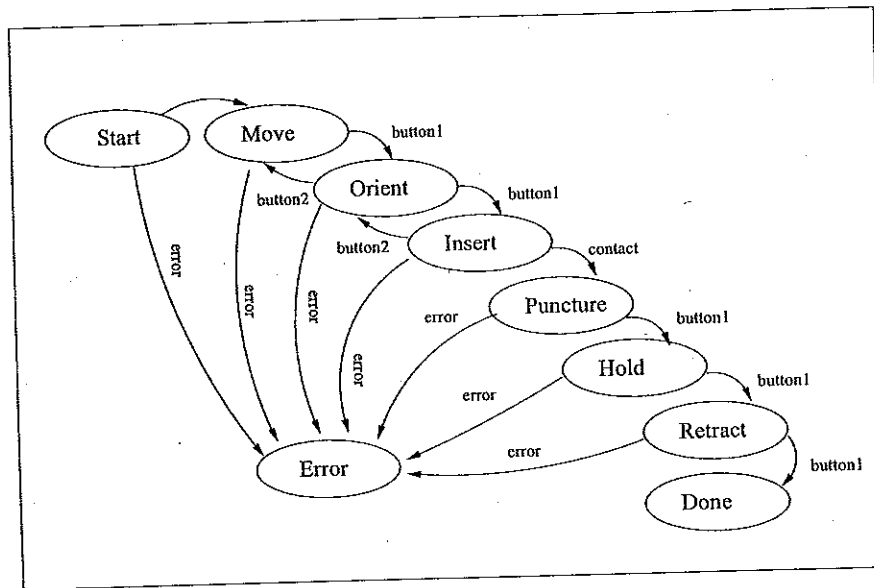 Start
Move
button1
Orient
button1
button2
Insert
button2
contact
error
Puncture
error
button1
error
error
error
Hold
error
button1
Retract
error
button1
Error
Done